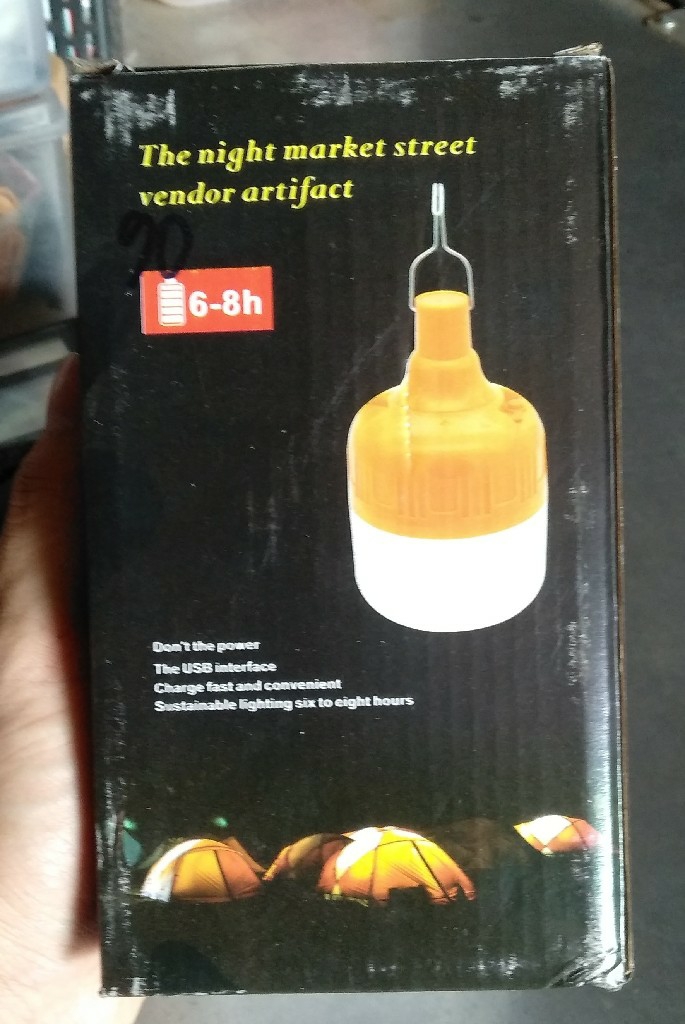 The night market street
vendor artifact
6-8h
Don't the power
The USB interface
Charge fast and convenient
Sustainable lighting six to eight hours